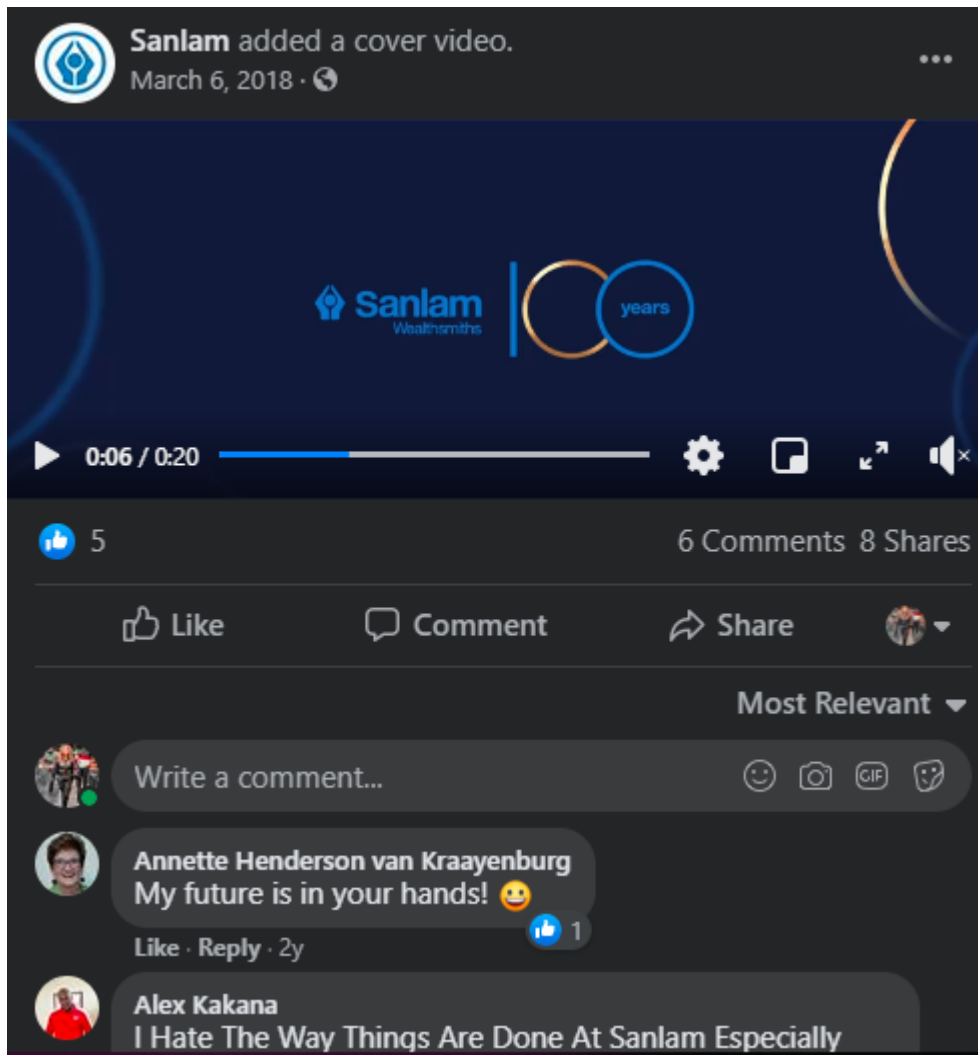 Sanlam added a cover video.
March 6, 2018 ·
Sanlam
Wealthsmiths
years
0:06 / 0:20
5
6 Comments 8 Shares
Like
Comment
Share
Most Relevant
Write a comment...
GIF
Annette Henderson van Kraayenburg
My future is in your hands! 😀
1
Like · Reply · 2y
Alex Kakana
I Hate The Way Things Are Done At Sanlam Especially